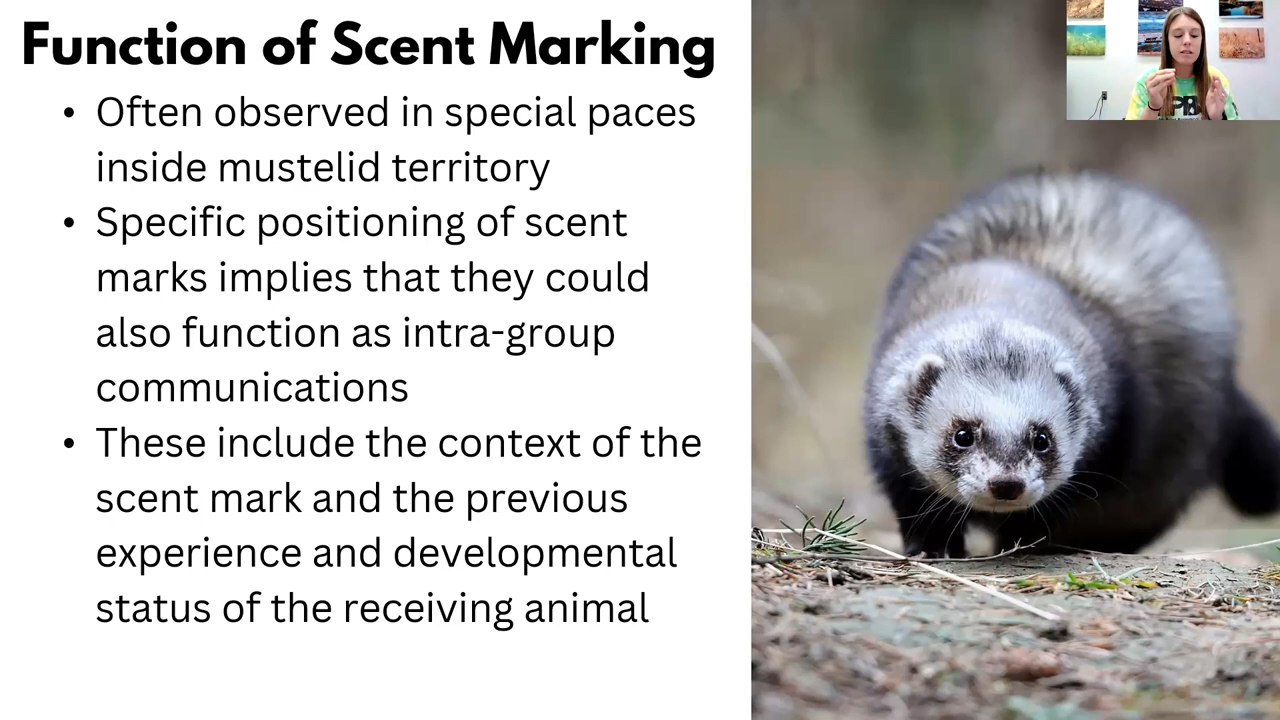 Function of Scent Marking
• Often observed in special paces
inside mustelid territory
• Specific positioning of scent
marks implies that they could
also function as intra-group
communications
• These include the context of the
scent mark and the previous
experience and developmental
status of the receiving animal